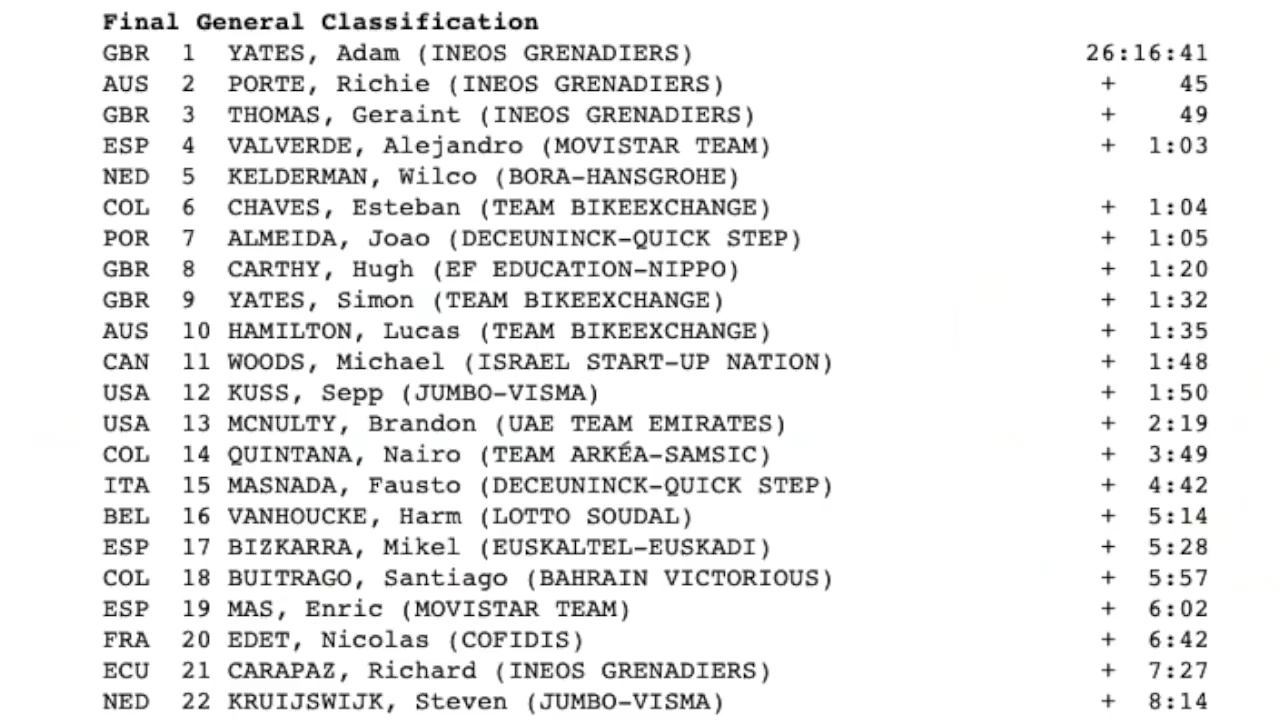 Final General Classification
GBR 1 YATES, Adam (INEOS GRENADIERS) 26:16:41
AUS 2 PORTE, Richie (INEOS GRENADIERS) + 45
GBR 3 THOMAS, Geraint (INEOS GRENADIERS) + 49
ESP 4 VALVERDE, Alejandro (MOVISTAR TEAM) + 1:03
NED 5 KELDERMAN, Wilco (BORA-HANSGROHE)
COL 6 CHAVES, Esteban (TEAM BIKEEXCHANGE) + 1:04
POR 7 ALMEIDA, Joao (DECEUNINCK-QUICK STEP) + 1:05
GBR 8 CARTHY, Hugh (EF EDUCATION-NIPPO) + 1:20
GBR 9 YATES, Simon (TEAM BIKEEXCHANGE) + 1:32
AUS 10 HAMILTON, Lucas (TEAM BIKEEXCHANGE) + 1:35
CAN 11 WOODS, Michael (ISRAEL START-UP NATION) + 1:48
USA 12 KUSS, Sepp (JUMBO-VISMA) + 1:50
USA 13 MCNULTY, Brandon (UAE TEAM EMIRATES) + 2:19
COL 14 QUINTANA, Nairo (TEAM ARKÉA-SAMSIC) + 3:49
ITA 15 MASNADA, Fausto (DECEUNINCK-QUICK STEP) + 4:42
BEL 16 VANHOUCKE, Harm (LOTTO SOUDAL) + 5:14
ESP 17 BIZKARRA, Mikel (EUSKALTEL-EUSKADI) + 5:28
COL 18 BUITRAGO, Santiago (BAHRAIN VICTORIOUS) + 5:57
ESP 19 MAS, Enric (MOVISTAR TEAM) + 6:02
FRA 20 EDET, Nicolas (COFIDIS) + 6:42
ECU 21 CARAPAZ, Richard (INEOS GRENADIERS) + 7:27
NED 22 KRUIJSWIJK, Steven (JUMBO-VISMA) + 8:14